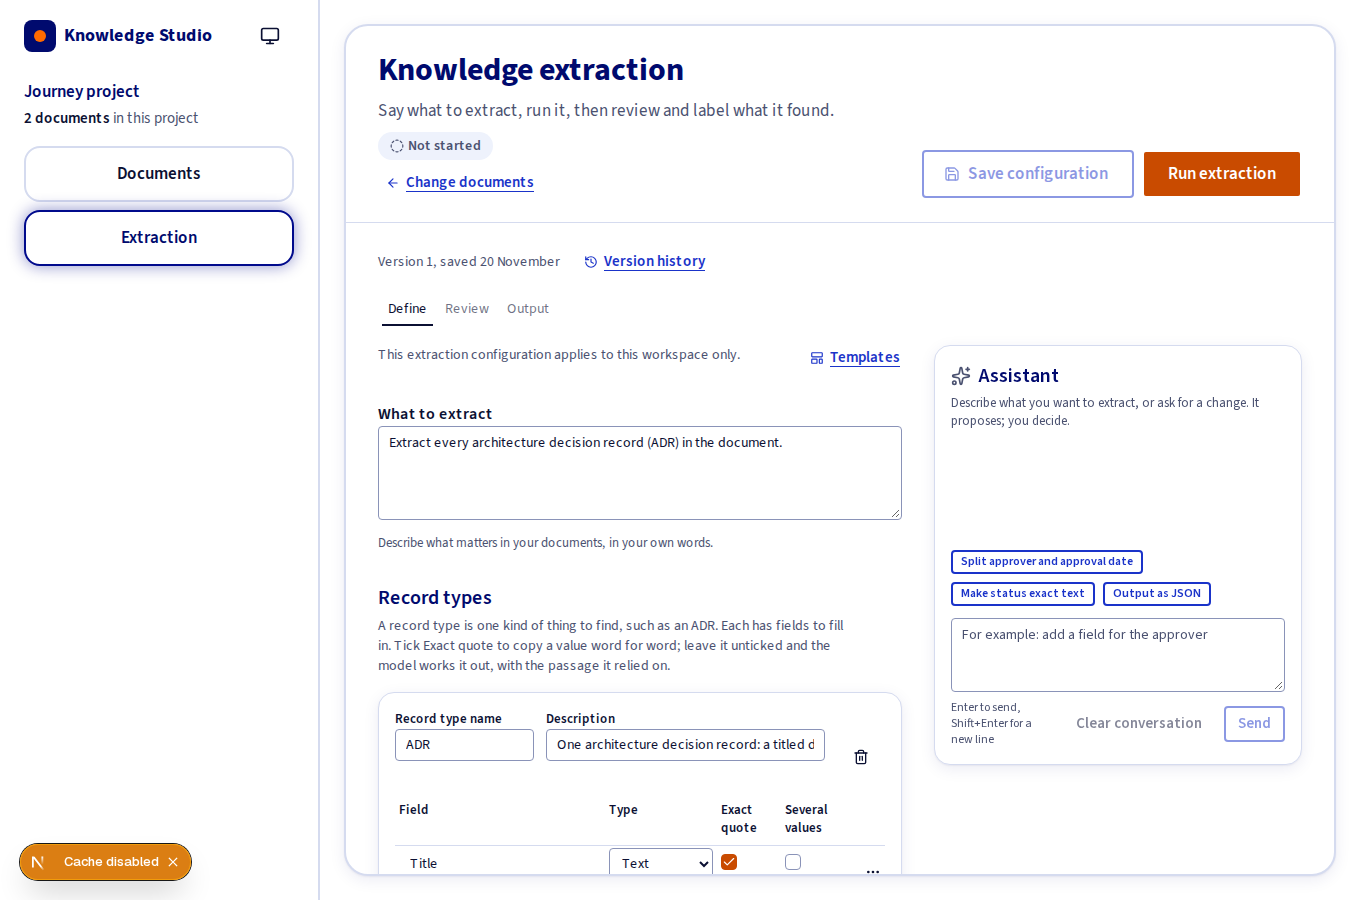 Knowledge Studio
Journey project
2 documents in this project
Documents
Extraction
Cache disabled
Knowledge extraction
Say what to extract, run it, then review and label what it found.
Not started
Change documents
Save configuration
Run extraction
Version 1, saved 20 November
Version history
Define
Review
Output
This extraction configuration applies to this workspace only.
Templates
What to extract
Extract every architecture decision record (ADR) in the document.
Describe what matters in your documents, in your own words.
Record types
A record type is one kind of thing to find, such as an ADR. Each has fields to fill
in. Tick Exact quote to copy a value word for word; leave it unticked and the
model works it out, with the passage it relied on.
Record type name
Description
ADR
One architecture decision record: a titled d
Field
Type
Exact
quote
Several
values
Title
Text
Assistant
Describe what you want to extract, or ask for a change. It
proposes; you decide.
Split approver and approval date
Make status exact text
Output as JSON
For example: add a field for the approver
Enter to send,
Shift+Enter for a
new line
Clear conversation
Send